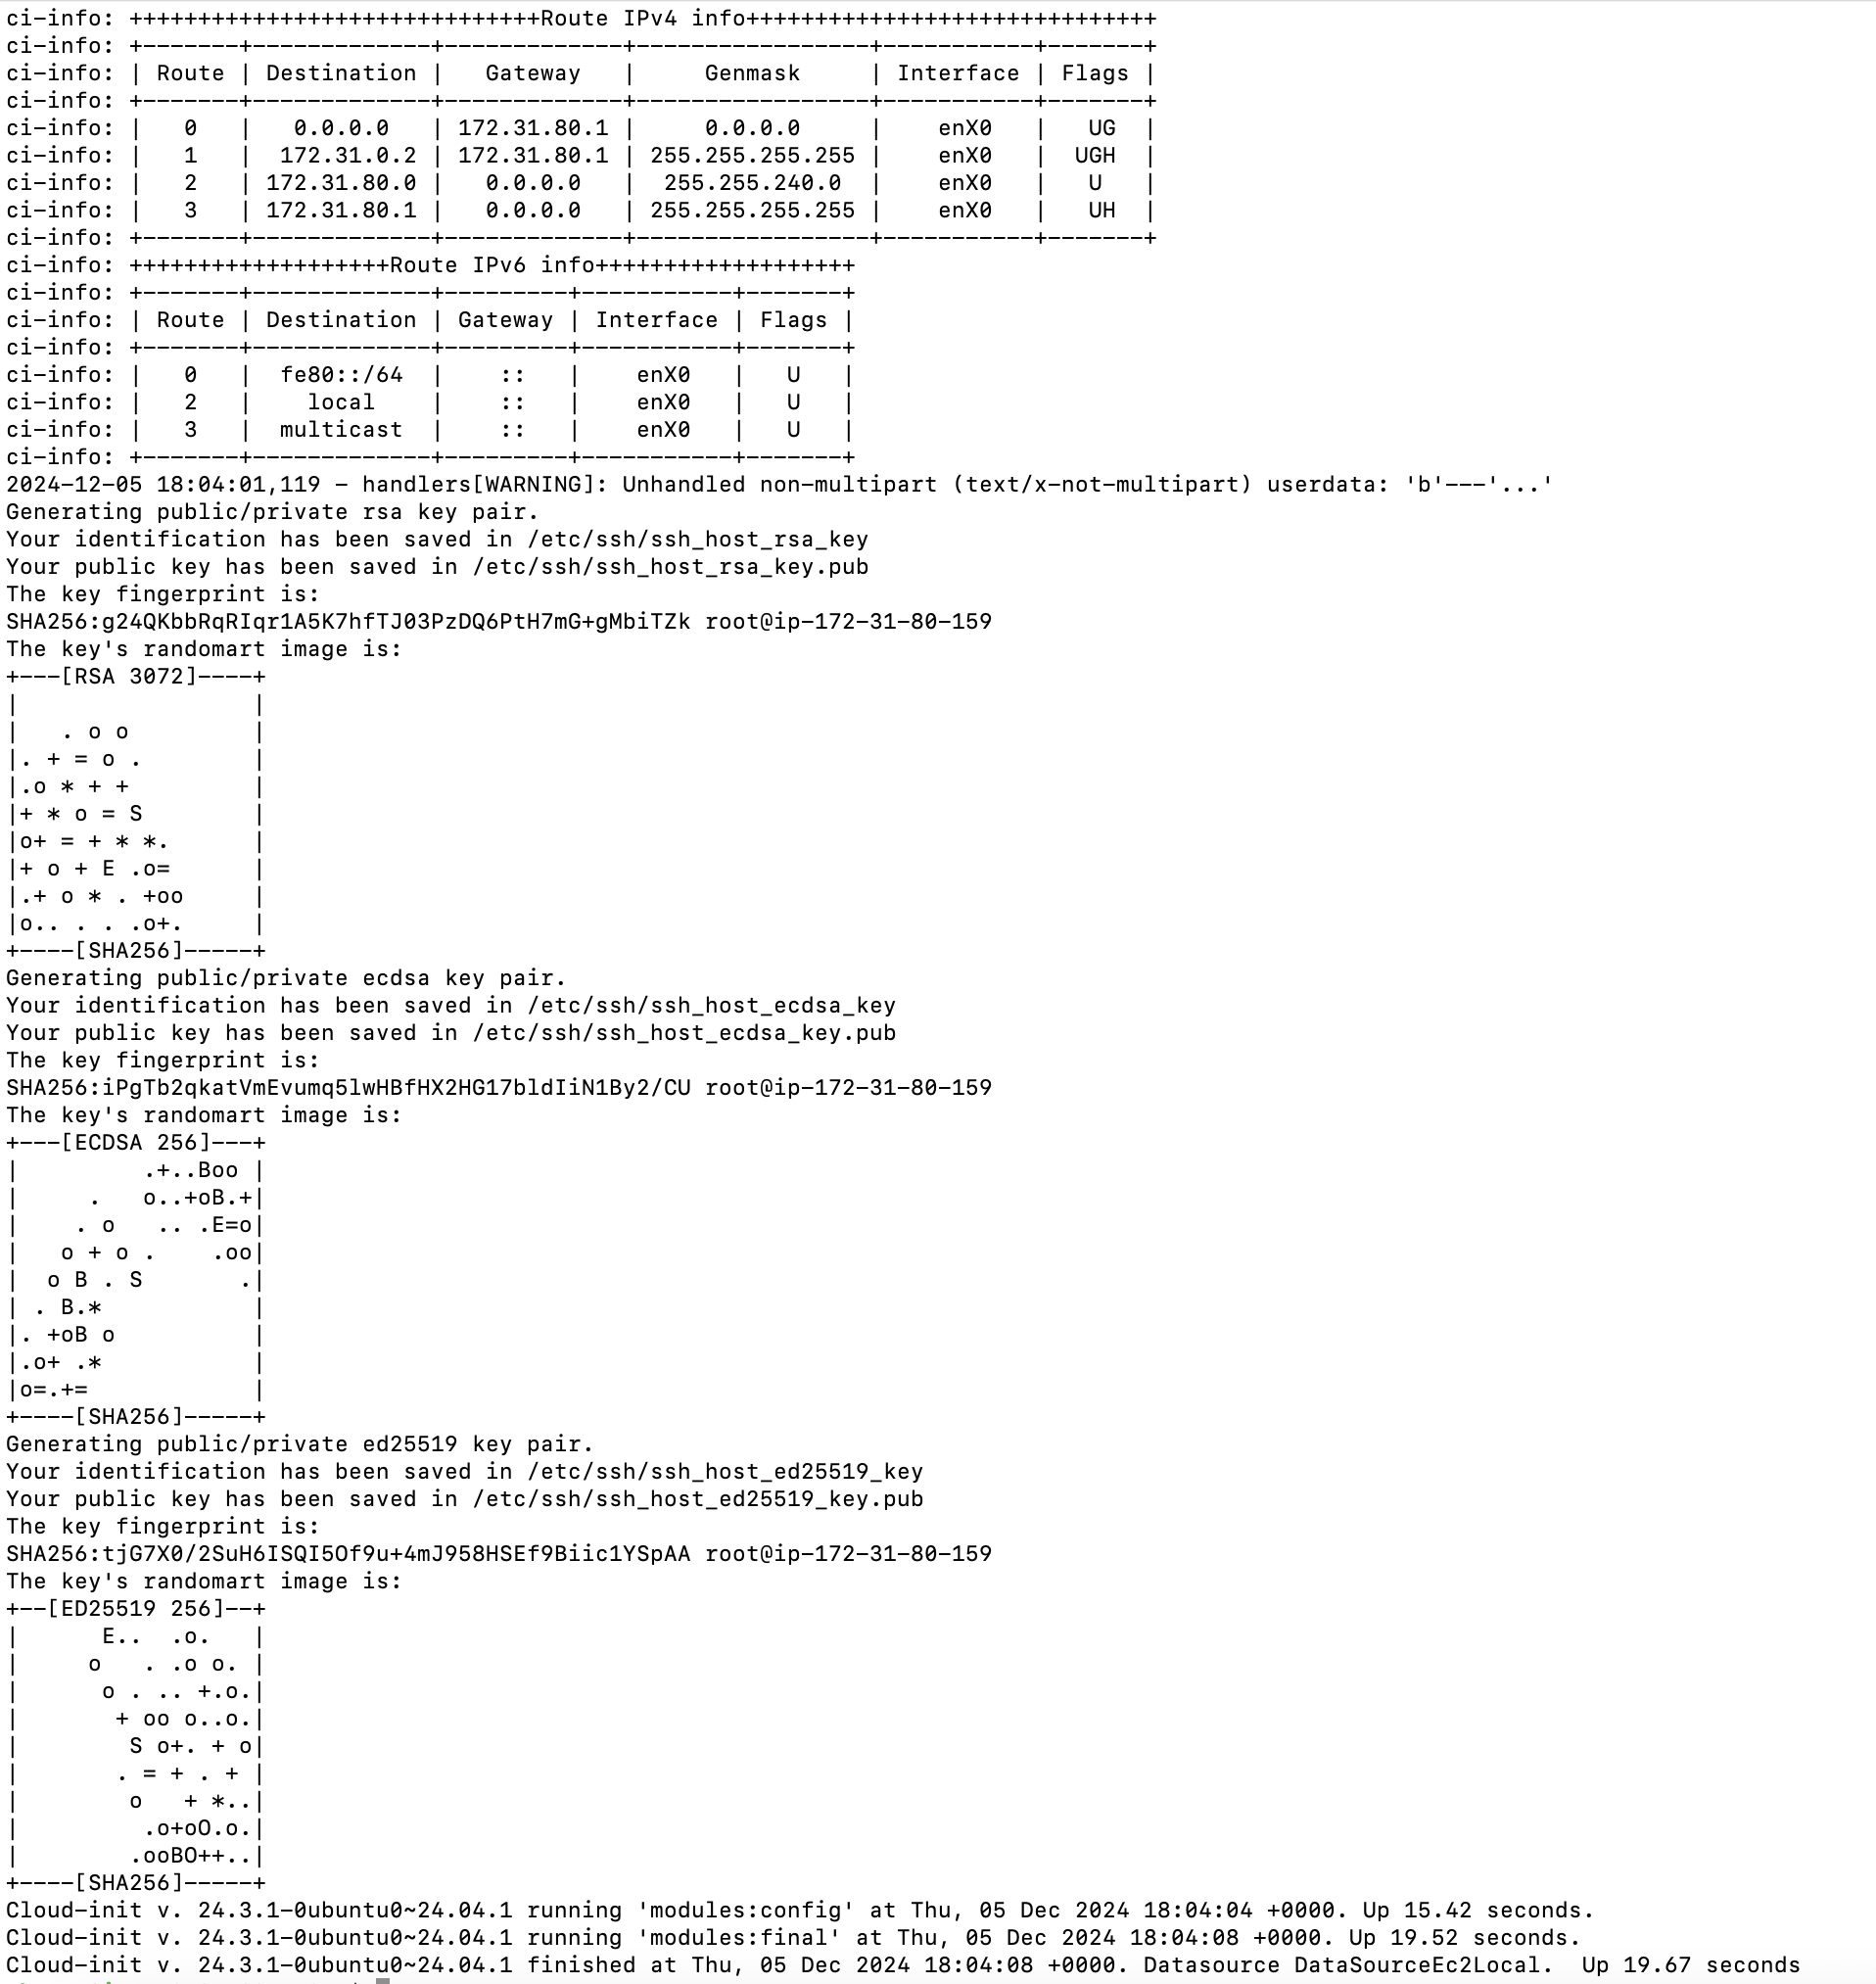 ci-info: ++++++++++++++++++++++++++++++Route IPv4 info++++++++++++++++++++++++++++++
ci-info: +-------+-------------+-------------+-----------------+-----------+-------+
ci-info: | Route | Destination |   Gateway   |     Genmask     | Interface | Flags |
ci-info: +-------+-------------+-------------+-----------------+-----------+-------+
ci-info: |   0   |   0.0.0.0   | 172.31.80.1 |     0.0.0.0     |    enX0   |   UG  |
ci-info: |   1   |  172.31.0.2 | 172.31.80.1 | 255.255.255.255 |    enX0   |  UGH  |
ci-info: |   2   | 172.31.80.0 |   0.0.0.0   |  255.255.240.0  |    enX0   |   U   |
ci-info: |   3   | 172.31.80.1 |   0.0.0.0   | 255.255.255.255 |    enX0   |   UH  |
ci-info: +-------+-------------+-------------+-----------------+-----------+-------+
ci-info: +++++++++++++++++++Route IPv6 info+++++++++++++++++++
ci-info: +-------+-------------+---------+-----------+-------+
ci-info: | Route | Destination | Gateway | Interface | Flags |
ci-info: +-------+-------------+---------+-----------+-------+
ci-info: |   0   |  fe80::/64  |    ::   |    enX0   |   U   |
ci-info: |   2   |    local    |    ::   |    enX0   |   U   |
ci-info: |   3   |  multicast  |    ::   |    enX0   |   U   |
ci-info: +-------+-------------+---------+-----------+-------+
2024-12-05 18:04:01,119 - handlers[WARNING]: Unhandled non-multipart (text/x-not-multipart) userdata: 'b'---'...'
Generating public/private rsa key pair.
Your identification has been saved in /etc/ssh/ssh_host_rsa_key
Your public key has been saved in /etc/ssh/ssh_host_rsa_key.pub
The key fingerprint is:
SHA256:g24QKbbRqRIqr1A5K7hfTJ03PzDQ6PtH7mG+gMbiTZk root@ip-172-31-80-159
The key's randomart image is:
+---[RSA 3072]----+
|                 |
|   . o o         |
|. + = o .        |
|.o * + +         |
|+ * o = S        |
|o+ = + * *.      |
|+ o + E .o=      |
|.+ o * . +oo     |
|o.. . . .o+.     |
+----[SHA256]-----+
Generating public/private ecdsa key pair.
Your identification has been saved in /etc/ssh/ssh_host_ecdsa_key
Your public key has been saved in /etc/ssh/ssh_host_ecdsa_key.pub
The key fingerprint is:
SHA256:iPgTb2qkatVmEvumq5lwHBfHX2HG17bldIiN1By2/CU root@ip-172-31-80-159
The key's randomart image is:
+---[ECDSA 256]---+
|         .+..Boo |
|     .   o..+oB.+|
|    . o   .. .E=o|
|   o + o .    .oo|
|  o B . S       .|
| . B.*           |
|. +oB o          |
|.o+ .*           |
|o=.+=            |
+----[SHA256]-----+
Generating public/private ed25519 key pair.
Your identification has been saved in /etc/ssh/ssh_host_ed25519_key
Your public key has been saved in /etc/ssh/ssh_host_ed25519_key.pub
The key fingerprint is:
SHA256:tjG7X0/2SuH6ISQI5Of9u+4mJ958HSEf9Biic1YSpAA root@ip-172-31-80-159
The key's randomart image is:
+--[ED25519 256]--+
|      E..  .o.   |
|     o   . .o o. |
|      o . .. +.o.|
|       + oo o..o.|
|        S o+. + o|
|       . = + . + |
|        o   + *..|
|         .o+oO.o.|
|        .ooBO++..|
+----[SHA256]-----+
Cloud-init v. 24.3.1-0ubuntu0~24.04.1 running 'modules:config' at Thu, 05 Dec 2024 18:04:04 +0000. Up 15.42 seconds.
Cloud-init v. 24.3.1-0ubuntu0~24.04.1 running 'modules:final' at Thu, 05 Dec 2024 18:04:08 +0000. Up 19.52 seconds.
Cloud-init v. 24.3.1-0ubuntu0~24.04.1 finished at Thu, 05 Dec 2024 18:04:08 +0000. Datasource DataSourceEc2Local.  Up 19.67 seconds